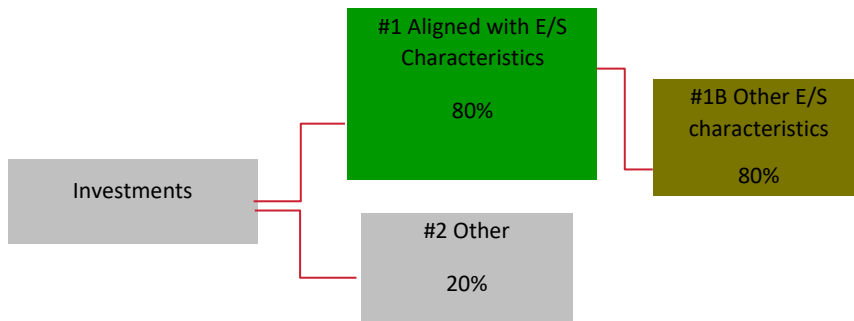 Investments
#1 Aligned with E/S
Characteristics
80%
#1B Other E/S
characteristics
80%
#2 Other
20%